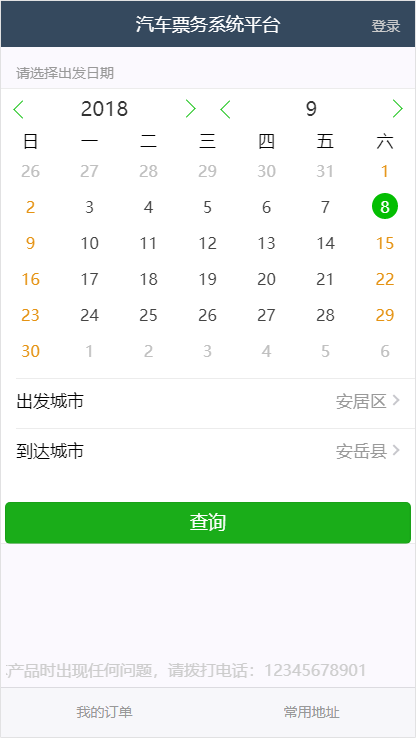 汽车票务系统平台 登录
请选择出发日期
2018 9
日 一 二 三 四 五 六
26 27 28 29 30 31 1
2 3 4 5 6 7 8
9 10 11 12 13 14 15
16 17 18 19 20 21 22
23 24 25 26 27 28 29
30 1 2 3 4 5 6
出发城市 安居区
到达城市 安岳县
查询
产品时出现任何问题，请拨打电话：12345678901
我的订单 常用地址